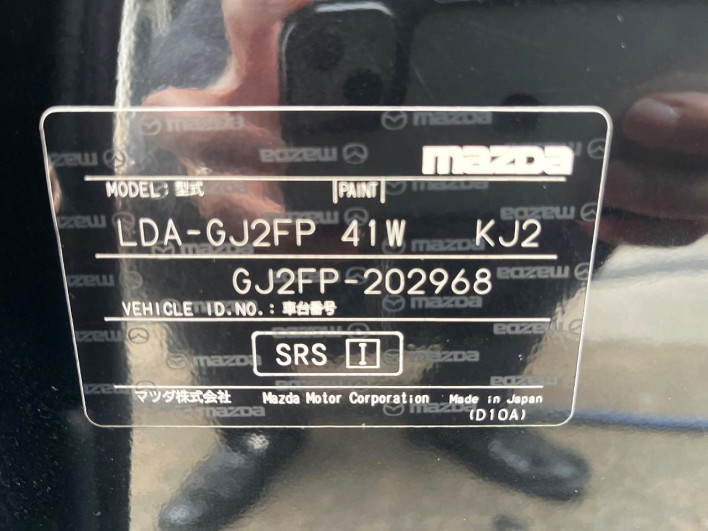 mazda
MODEL: 型式 PAINT
LDA-GJ2FP 41W KJ2
GJ2FP-202968
VEHICLE ID.NO.: 車台番号
SRS I
マツダ株式会社 Mazda Motor Corporation Made in Japan
(D10A)